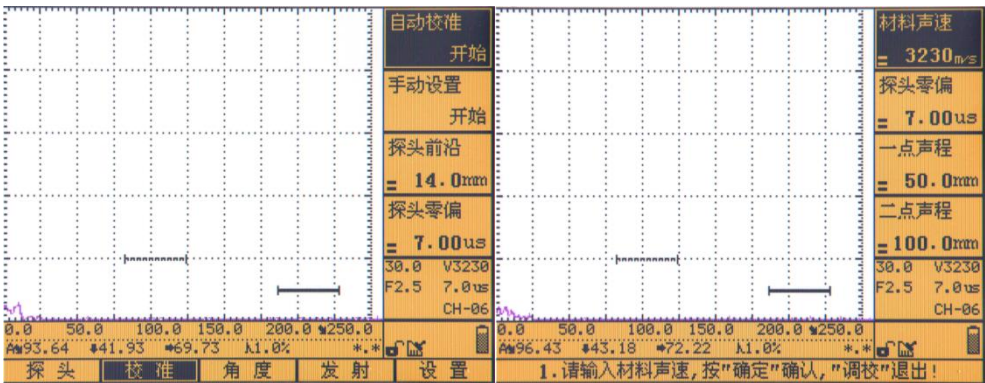 自动校准
开始
手动设置
开始
探头前沿
= 14.0mm
探头零偏
= 7.00us
30.0 V3230
F2.5 7.0us
CH-06
0.0 50.0 100.0 150.0 200.0 250.0
93.64 41.93 69.73 1.0% *.*
探头 校准 角度 发射 设置
材料声速
= 3230m/s
探头零偏
= 7.00us
一点声程
= 50.0mm
二点声程
= 100.0mm
30.0 V3230
F2.5 7.0us
CH-06
0.0 50.0 100.0 150.0 200.0 250.0
96.43 43.18 72.22 1.0% *.*
1.请输入材料声速,按"确定"确认,"调校"退出!